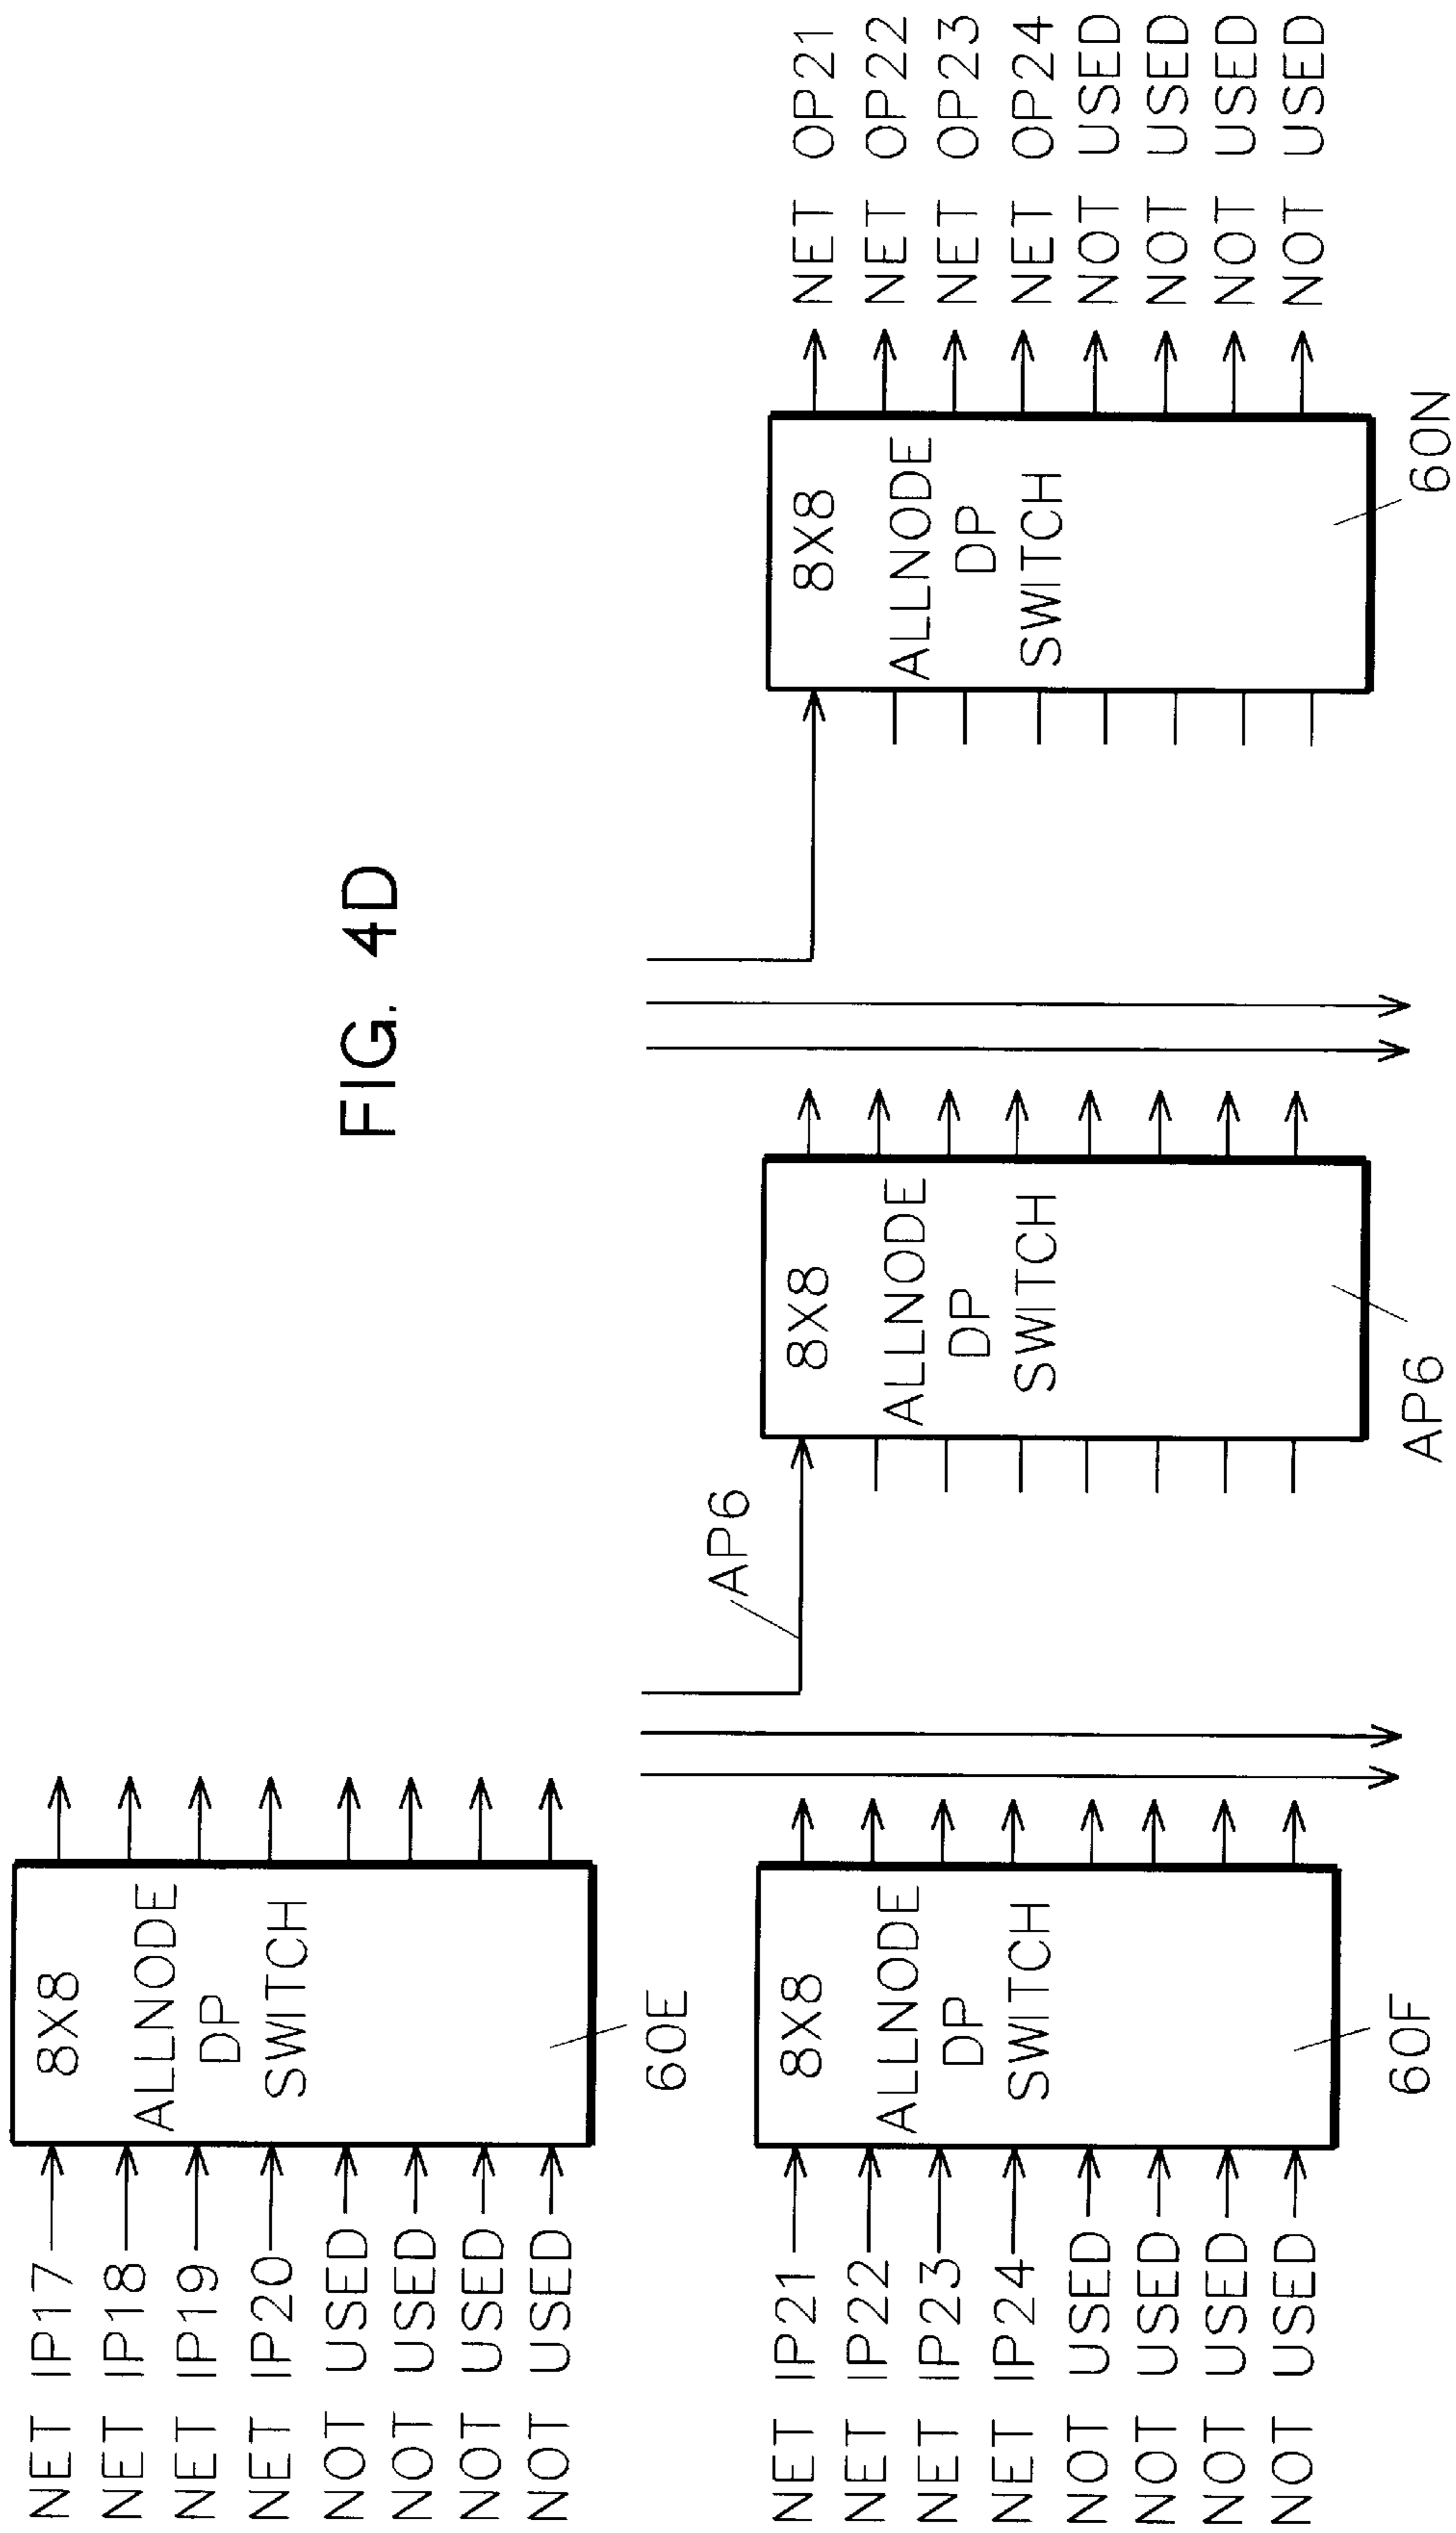 FIG. 4D
NET IP17
NET IP18
NET IP19
NET IP20
NOT USED
NOT USED
NOT USED
NOT USED
8X8
ALLNODE
DP
SWITCH
60E
NET IP21
NET IP22
NET IP23
NET IP24
NOT USED
NOT USED
NOT USED
NOT USED
8X8
ALLNODE
DP
SWITCH
60F
AP6
8X8
ALLNODE
DP
SWITCH
AP6
8X8
ALLNODE
DP
SWITCH
60N
NET OP21
NET OP22
NET OP23
NET OP24
NOT USED
NOT USED
NOT USED
NOT USED